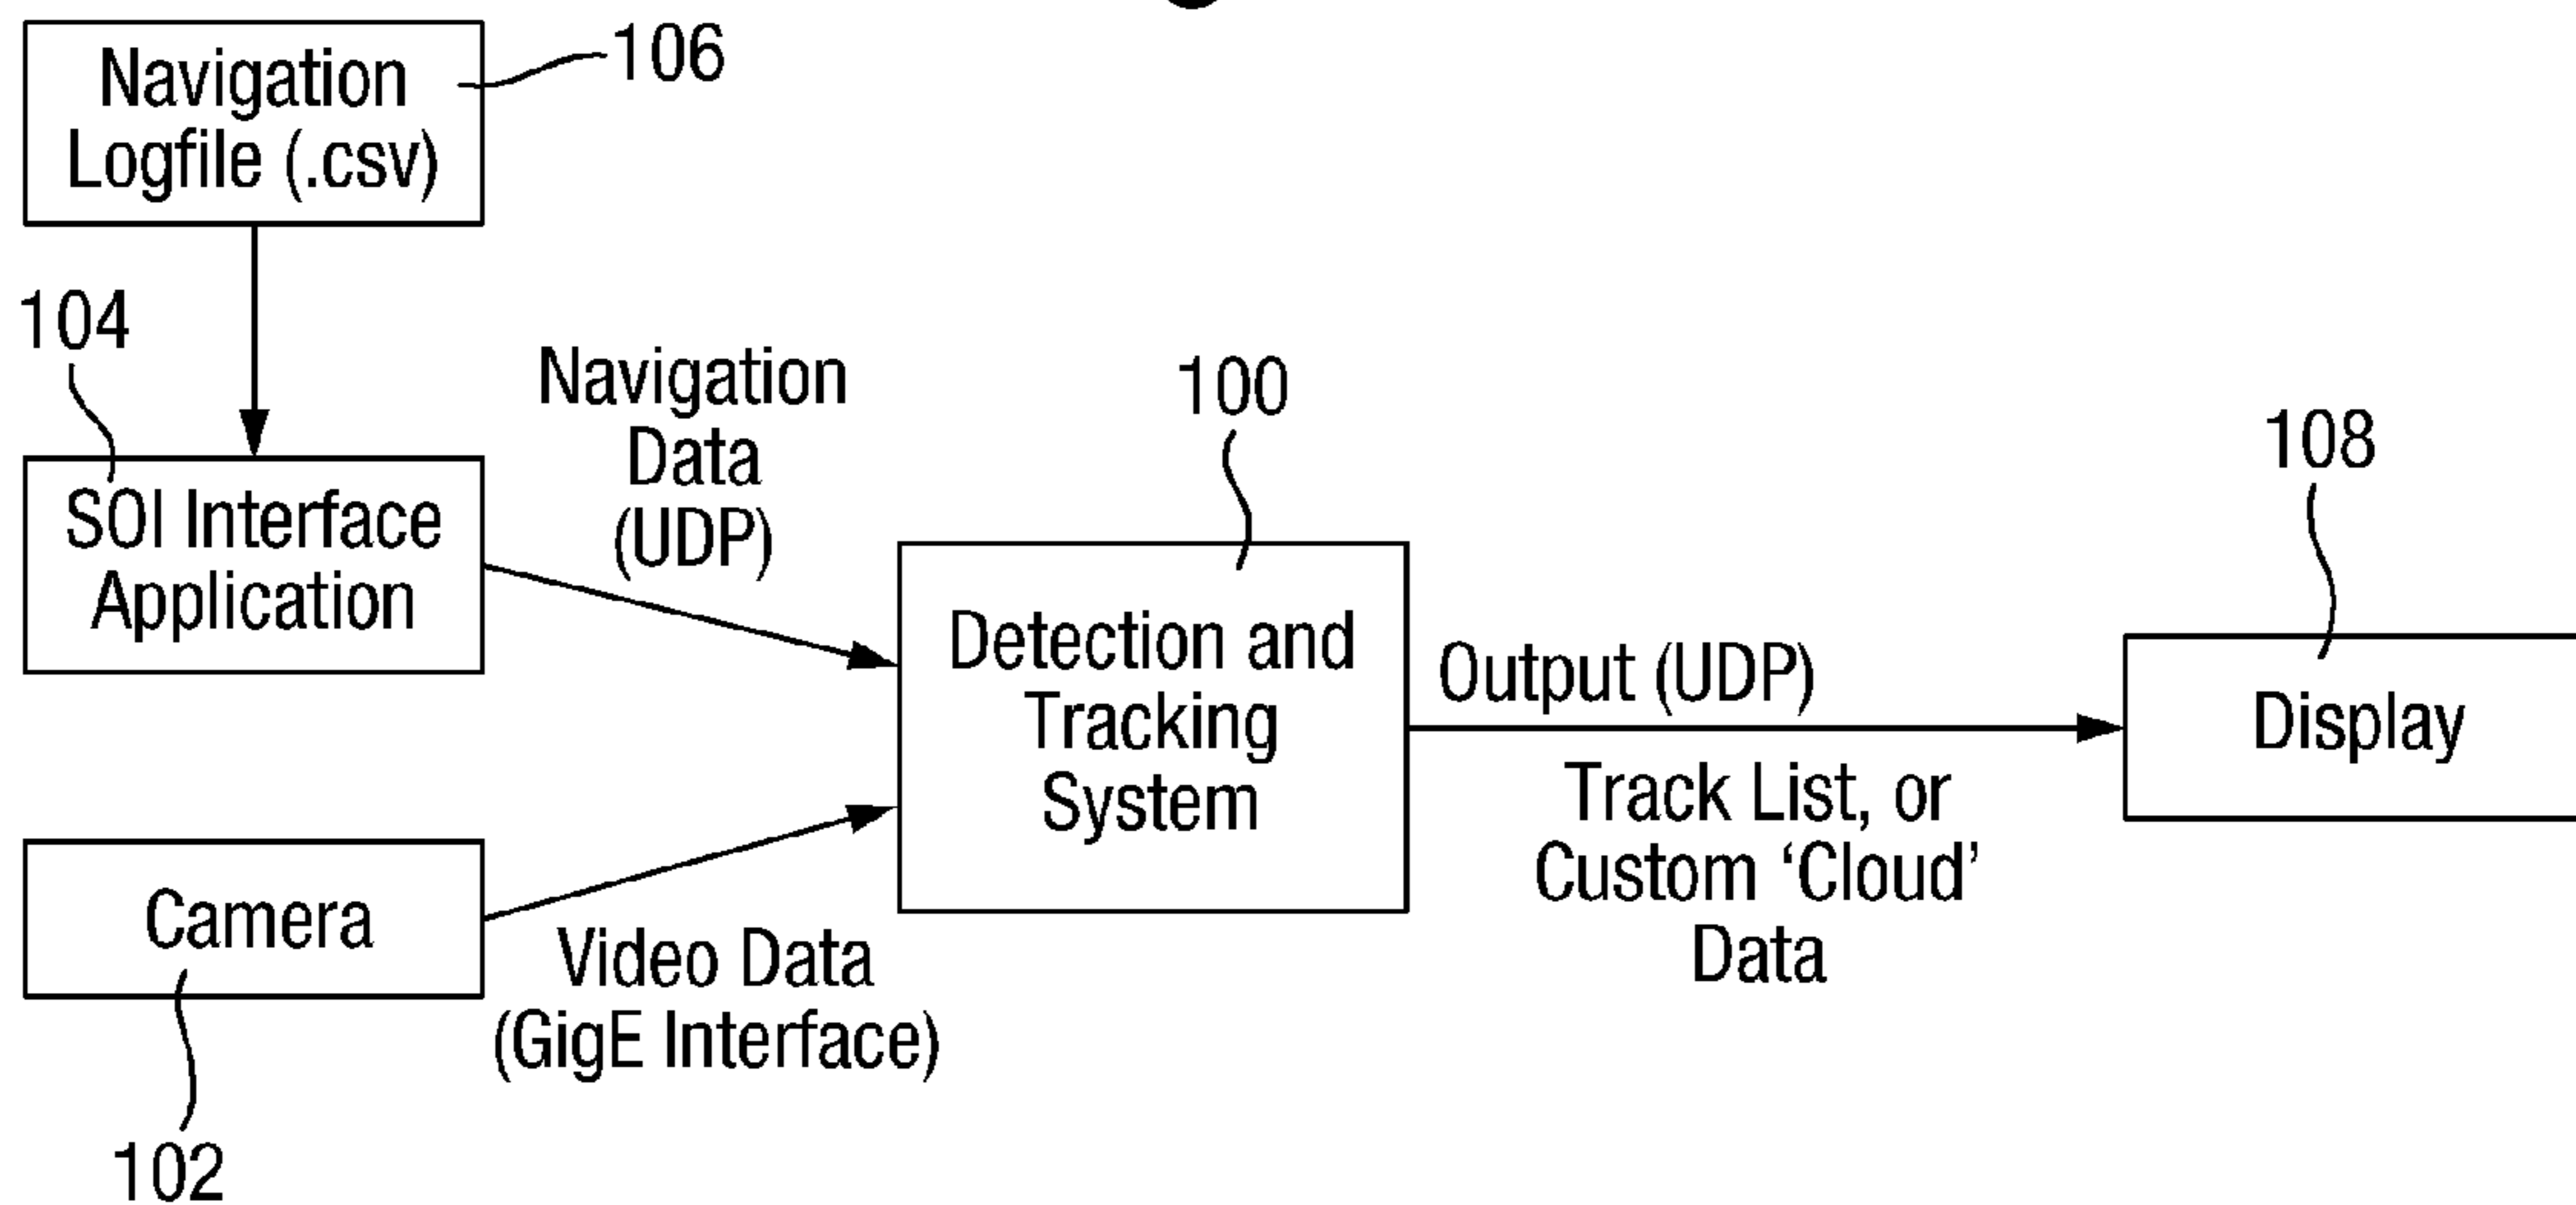 Navigation
Logfile (.csv)
106
104
SOI Interface
Application
Navigation
Data
(UDP)
100
Detection and
Tracking
System
Output (UDP)
Track List, or
Custom ‘Cloud’
Data
108
Display
Camera
Video Data
(GigE Interface)
102